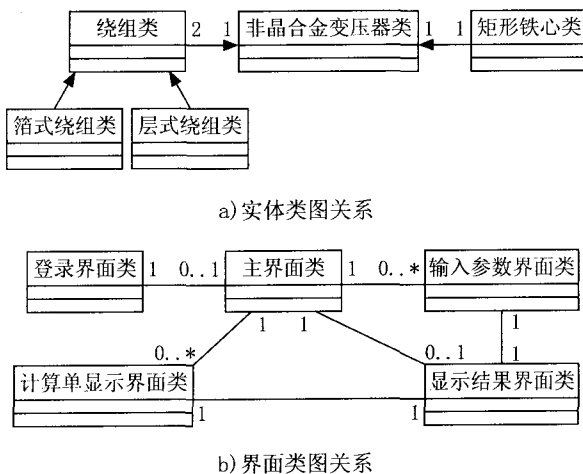 绕组类 2 1 非晶合金变压器类 1 1 矩形铁心类
箔式绕组类 层式绕组类
a)实体类图关系
登录界面类 1 0..1 主界面类 1 0..* 输入参数界面类
1 1 1
0..* 0..1 1
计算单显示界面类 显示结果界面类
1 1
b)界面类图关系